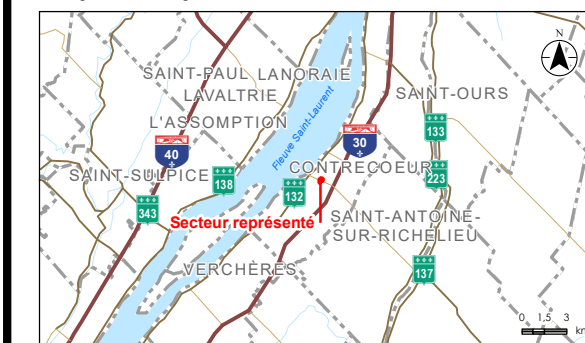 SAINT-PAUL LANORAIE
LAVALTRIE
SAINT-OURS
L'ASSOMPTION
Fleuve Saint-Laurent
N
133
30
40
CONTRECOEUR
SAINT-SULPICE
138
132
223
343
Secteur représenté
SAINT-ANTOINE-
SUR-RICHELIEU
VERCHÈRES
137
0 1,5 3
km